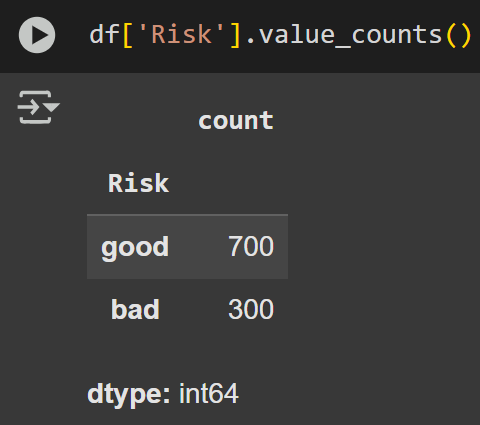 df['Risk'].value_counts()
count
Risk
good 700
bad 300
dtype: int64